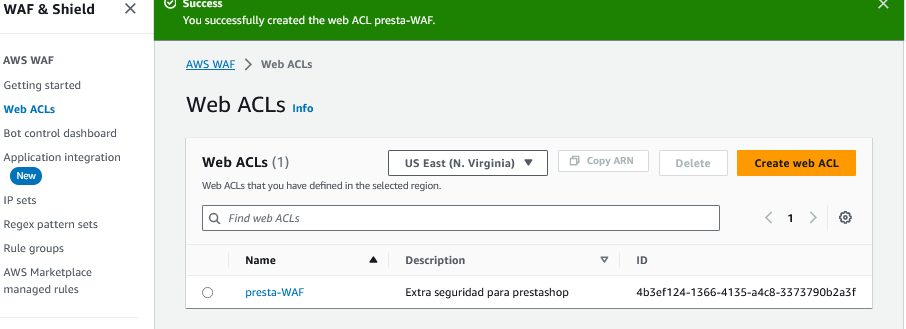 WAF & Shield
Success
You successfully created the web ACL presta-WAF.
AWS WAF
Getting started
Web ACLs
Bot control dashboard
Application integration
New
IP sets
Regex pattern sets
Rule groups
AWS Marketplace
managed rules
AWS WAF > Web ACLs
Web ACLs Info
Web ACLs (1)
US East (N. Virginia)
Copy ARN
Delete
Create web ACL
Web ACLs that you have defined in the selected region.
Find web ACLs
1
Name Description ID
presta-WAF Extra seguridad para prestashop 4b3ef124-1366-4135-a4c8-3373790b2a3f